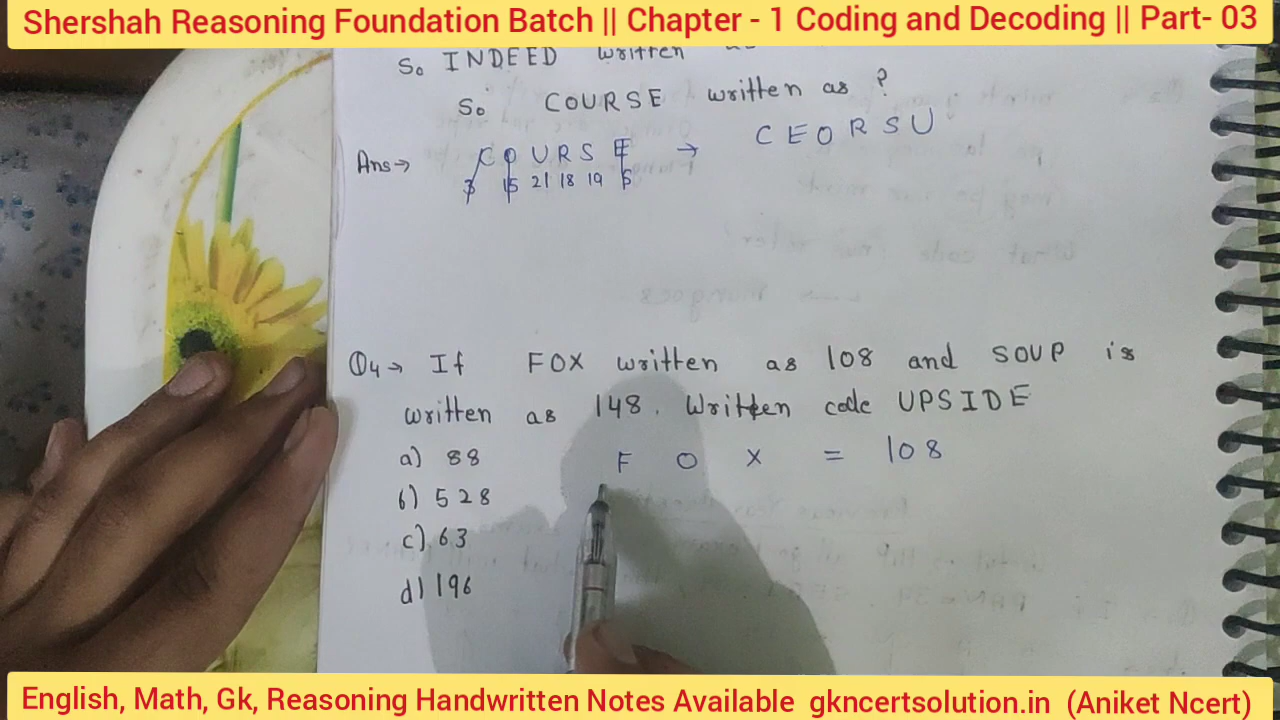 Shershah Reasoning Foundation Batch || Chapter - 1 Coding and Decoding || Part- 03
So INDEED written as
So COURSE written as ?
Ans→ COURSE → CEORSU
3 15 21 18 19 5
Q4→ If FOX written as 108 and SOUP is
written as 148. Written code UPSIDE
a) 88 F O X = 108
b) 528
c) 63
d) 196
English, Math, Gk, Reasoning Handwritten Notes Available gkncertsolution.in (Aniket Ncert)